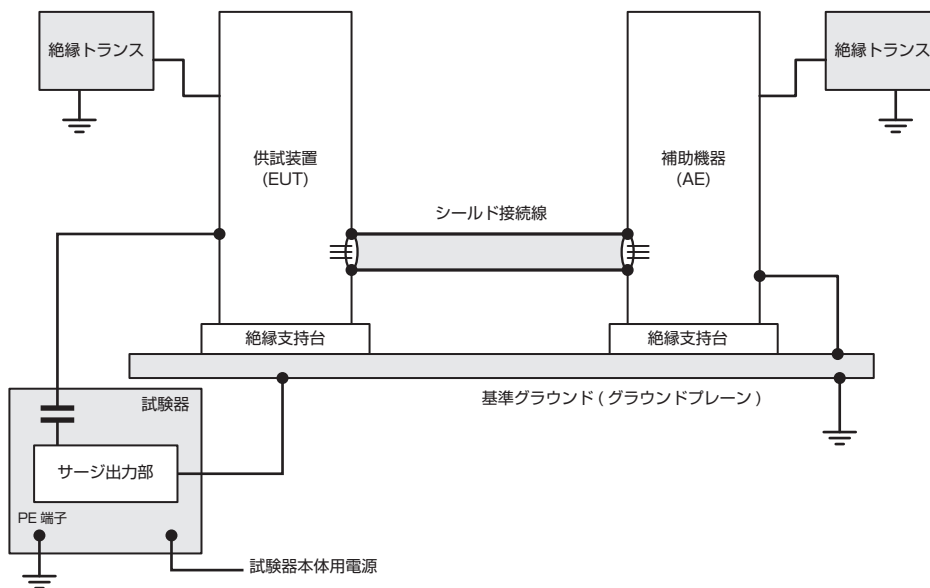 絶縁トランス
絶縁トランス
供試装置
(EUT)
補助機器
(AE)
シールド接続線
絶縁支持台
絶縁支持台
基準グラウンド ( グラウンドプレーン )
試験器
サージ出力部
PE 端子
試験器本体用電源